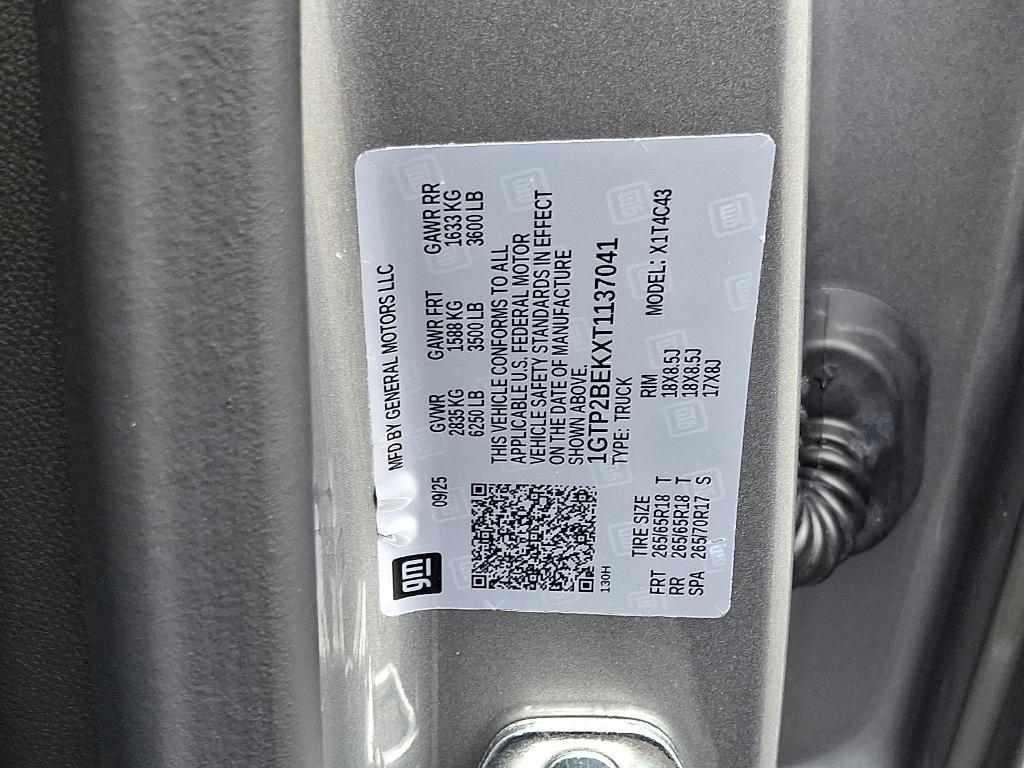 gm
MFD BY GENERAL MOTORS LLC
09/25 GVWR GAWR FRT GAWR RR
2835 KG 1588 KG 1633 KG
6250 LB 3500 LB 3600 LB
THIS VEHICLE CONFORMS TO ALL
APPLICABLE U.S. FEDERAL MOTOR
VEHICLE SAFETY STANDARDS IN EFFECT
ON THE DATE OF MANUFACTURE
SHOWN ABOVE.
1GTP2BEKXT1137041
130H
TYPE: TRUCK MODEL: X1T4C43
TIRE SIZE RIM
FRT 265/65R18 T 18X8.5J
RR 265/65R18 T 18X8.5J
SPA 265/70R17 S 17X8J